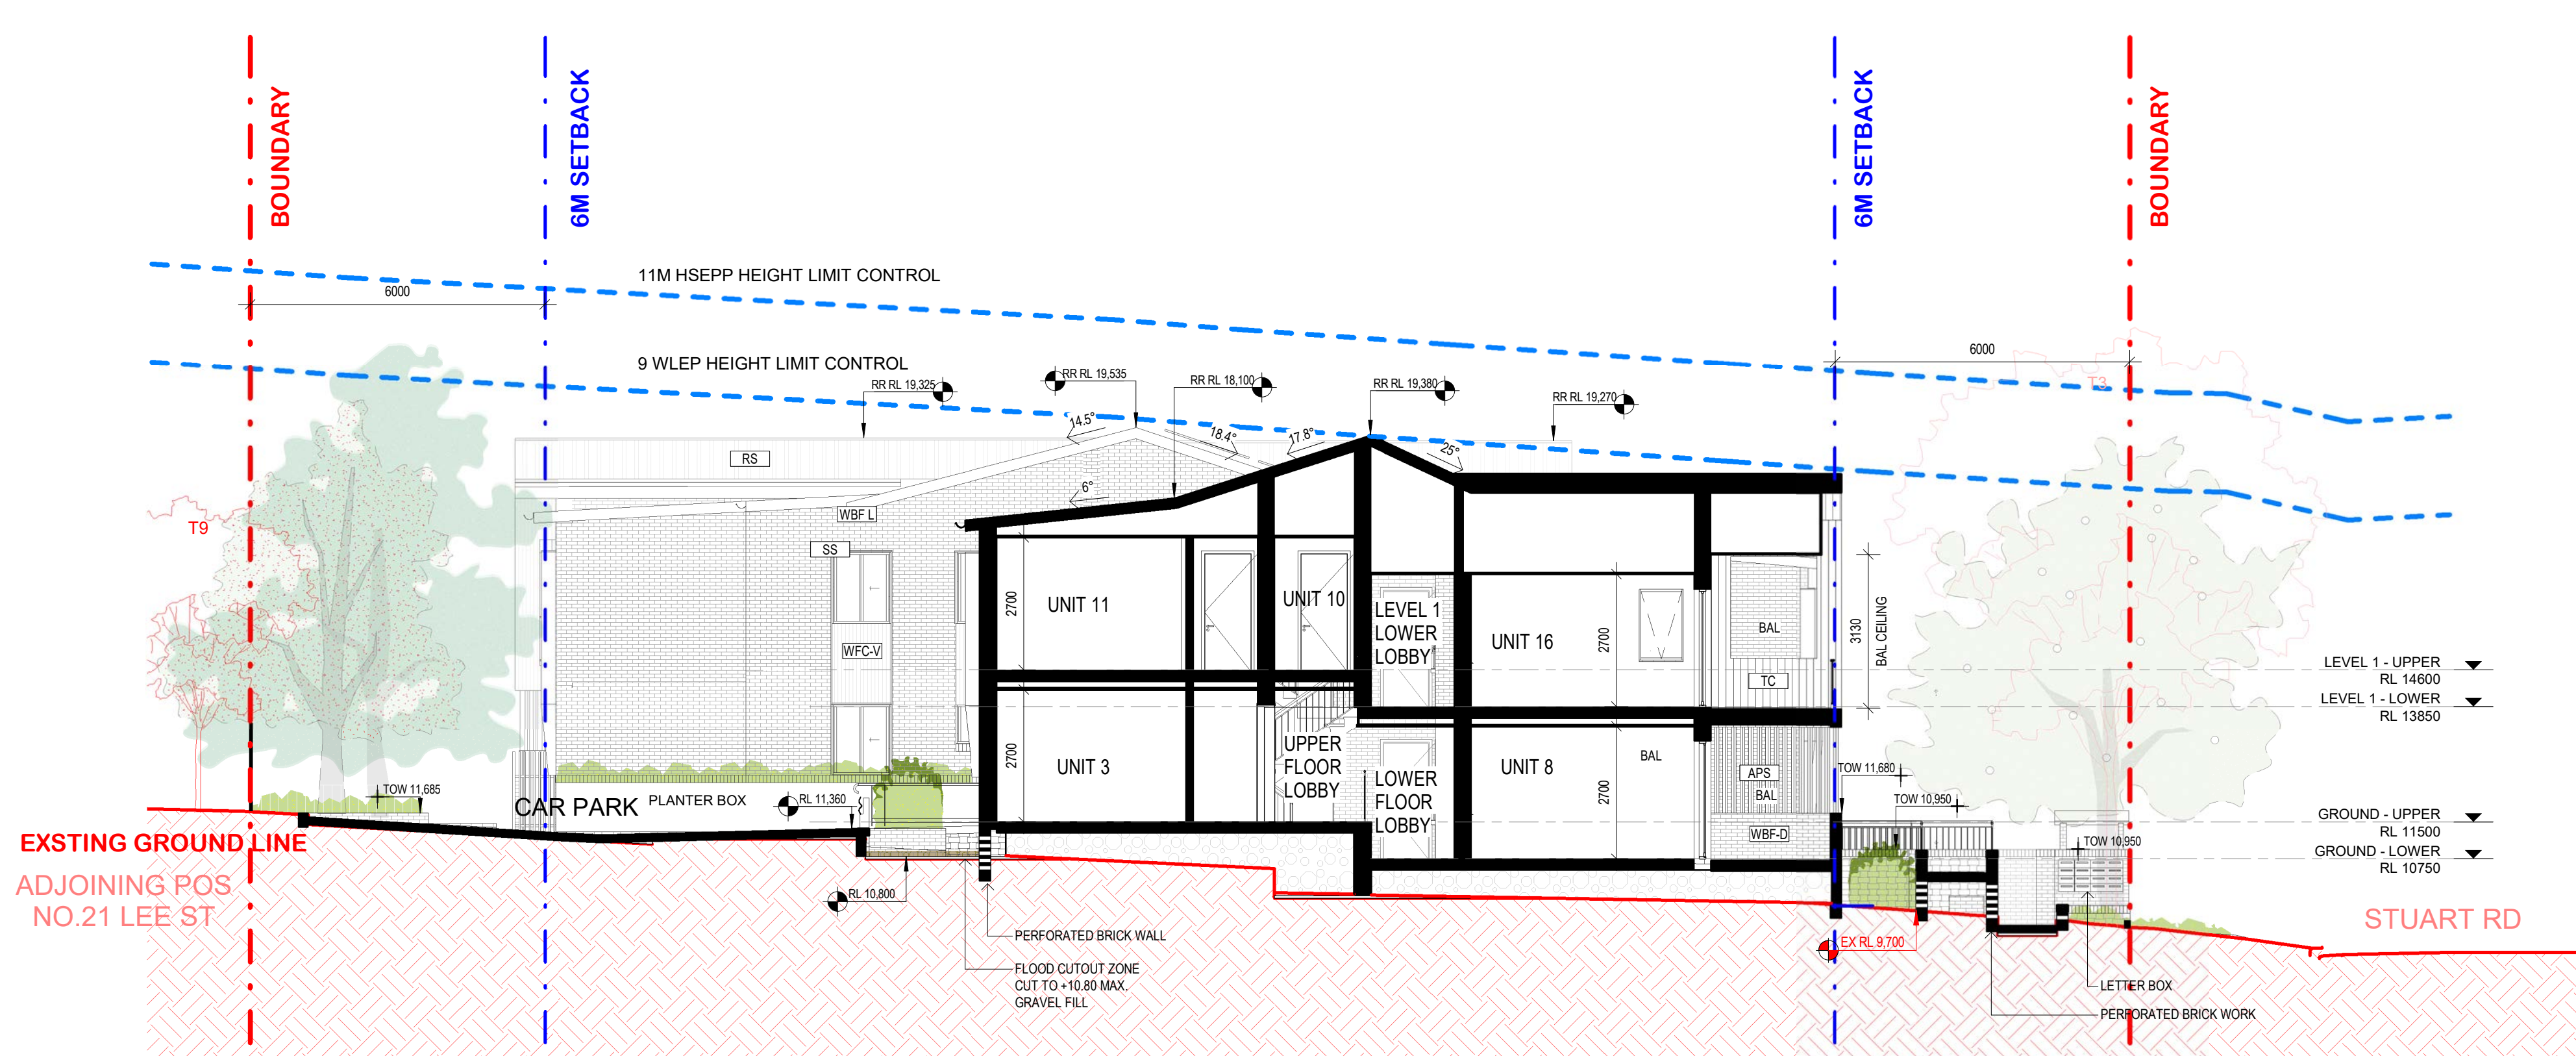 BOUNDARY
6M SETBACK
6M SETBACK
BOUNDARY
11M HSEPP HEIGHT LIMIT CONTROL
6000
6000
9 WLEP HEIGHT LIMIT CONTROL
RR RL 19,325
RR RL 19,535
RR RL 18,100
RR RL 19,380
RR RL 19,270
T3
14.5°
18.4°
17.8°
25°
RS
6°
WBF L
T9
SS
2700
UNIT 11
UNIT 10
LEVEL 1
LOWER
LOBBY
UNIT 16
2700
BAL
3130
BAL CEILING
WFC-V
TC
LEVEL 1 - UPPER
RL 14600
LEVEL 1 - LOWER
RL 13850
2700
UNIT 3
UPPER
FLOOR
LOBBY
LOWER
FLOOR
LOBBY
UNIT 8
2700
BAL
APS
BAL
WBF-D
TOW 11,680
TOW 10,950
TOW 10,950
TOW 11,685
CAR PARK
PLANTER BOX
RL 11,360
GROUND - UPPER
RL 11500
GROUND - LOWER
RL 10750
EXSTING GROUND LINE
ADJOINING POS
NO.21 LEE ST
RL 10,800
STUART RD
PERFORATED BRICK WALL
EX RL 9,700
FLOOD CUTOUT ZONE
CUT TO +10.80 MAX.
GRAVEL FILL
LETTER BOX
PERFORATED BRICK WORK